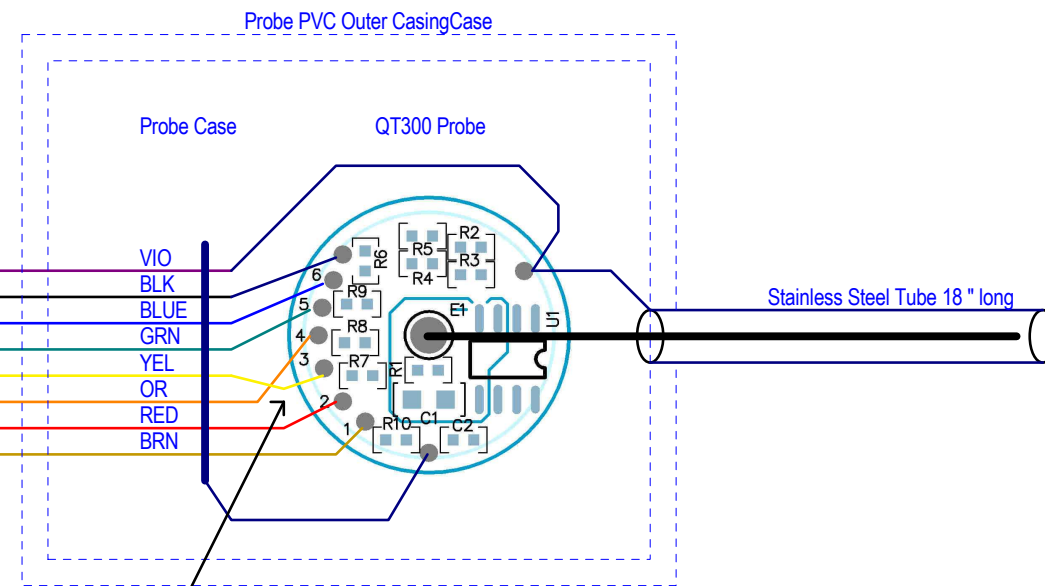 Probe PVC Outer CasingCase
Probe Case
QT300 Probe
VIO
BLK
BLUE
GRN
YEL
OR
RED
BRN
6
5
4
3
2
1
R6
R5
R4
R2
R3
R9
R8
R7
R1
E1
U1
R10
C1
C2
Stainless Steel Tube 18 " long